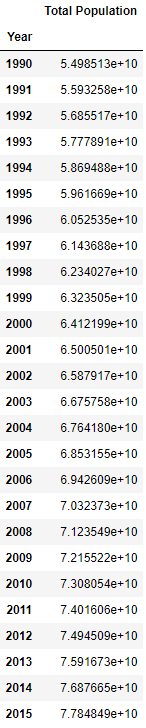 Total Population
Year
1990 5.498513e+10
1991 5.593258e+10
1992 5.685517e+10
1993 5.777891e+10
1994 5.869488e+10
1995 5.961669e+10
1996 6.052535e+10
1997 6.143688e+10
1998 6.234027e+10
1999 6.323505e+10
2000 6.412199e+10
2001 6.500501e+10
2002 6.587917e+10
2003 6.675758e+10
2004 6.764180e+10
2005 6.853155e+10
2006 6.942609e+10
2007 7.032373e+10
2008 7.123549e+10
2009 7.215522e+10
2010 7.308054e+10
2011 7.401606e+10
2012 7.494509e+10
2013 7.591673e+10
2014 7.687665e+10
2015 7.784849e+10